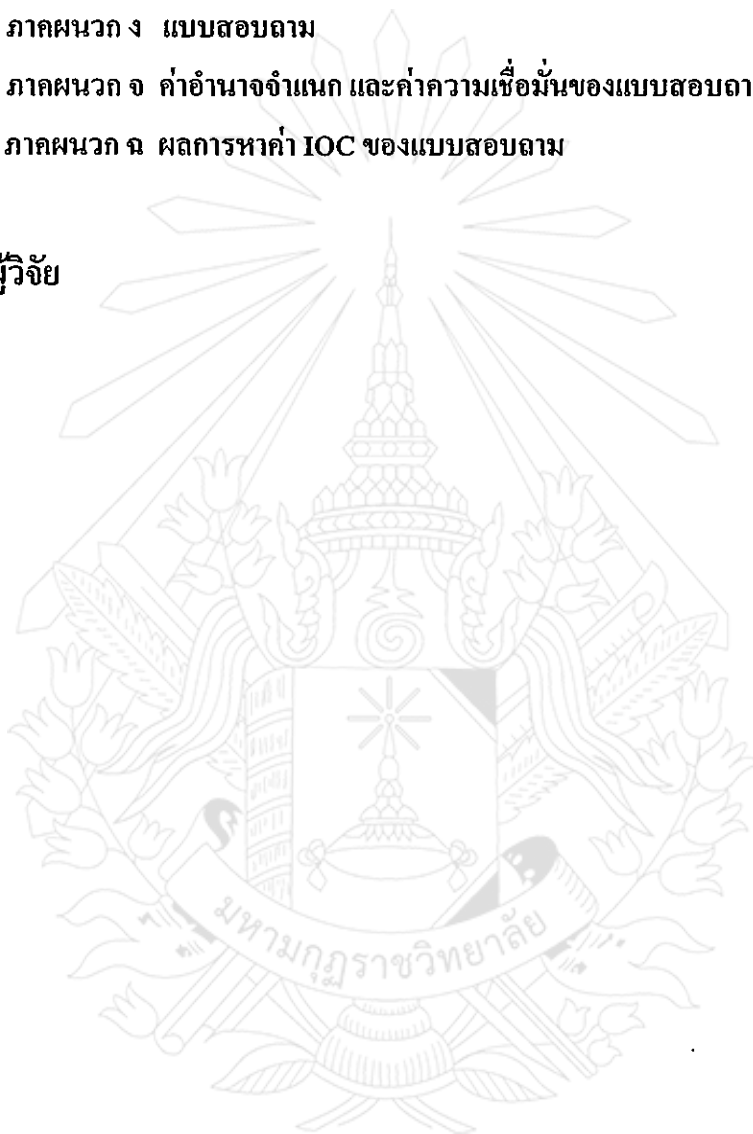 ภาคผนวก ง แบบสอบถาม
ภาคผนวก จ ค่าอำนาจจำแนก และค่าความเชื่อมั่นของแบบสอบถา
ภาคผนวก ฉ ผลการหาค่า IOC ของแบบสอบถาม
ผู้วิจัย
มหามกุฏราชวิทยาลัย